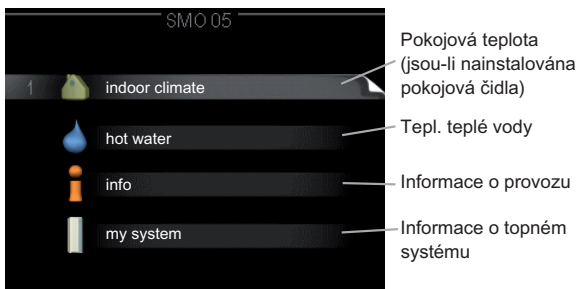 SMO 05
1 indoor climate
Pokojová teplota
(jsou-li nainstalována
pokojová čidla)
hot water
Tepl. teplé vody
info
Informace o provozu
my system
Informace o topném
systému